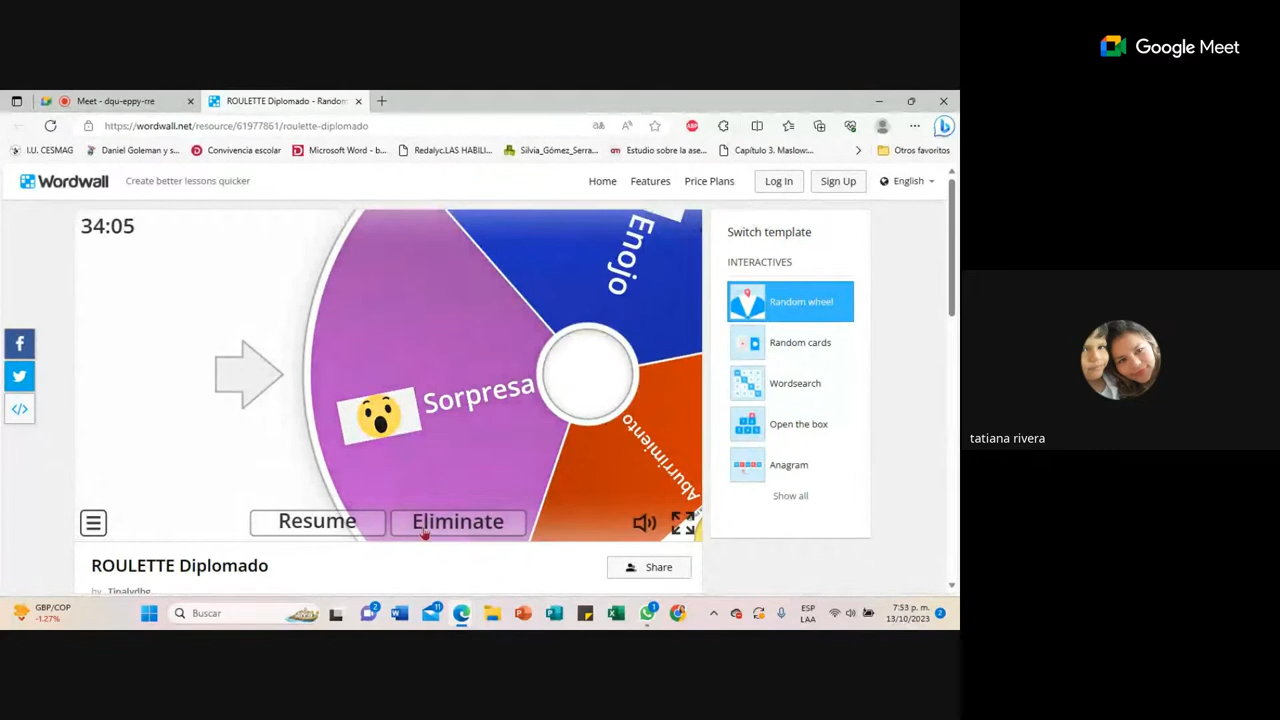 Google Meet
Meet - dqu-eppy-rre
ROULETTE Diplomado - Random
https://wordwall.net/resource/61977861/roulette-diplomado
I.U. CESMAG
Daniel Goleman y s...
Convivencia escolar
Microsoft Word - b...
Redalyc.LAS HABILI...
Silvia_Gómez_Serra...
Estudio sobre la ase...
Capítulo 3. Maslow:...
Otros favoritos
Wordwall
Create better lessons quicker
Home
Features
Price Plans
Log In
Sign Up
English
34:05
Enojo
Sorpresa
Aburrimiento
Resume
Eliminate
Switch template
INTERACTIVES
Random wheel
Random cards
Wordsearch
Open the box
Anagram
Show all
ROULETTE Diplomado
Share
tatiana rivera
GBP/COP
-1.27%
Buscar
2
11
1
ESP
LAA
7:53 p. m.
13/10/2023
2